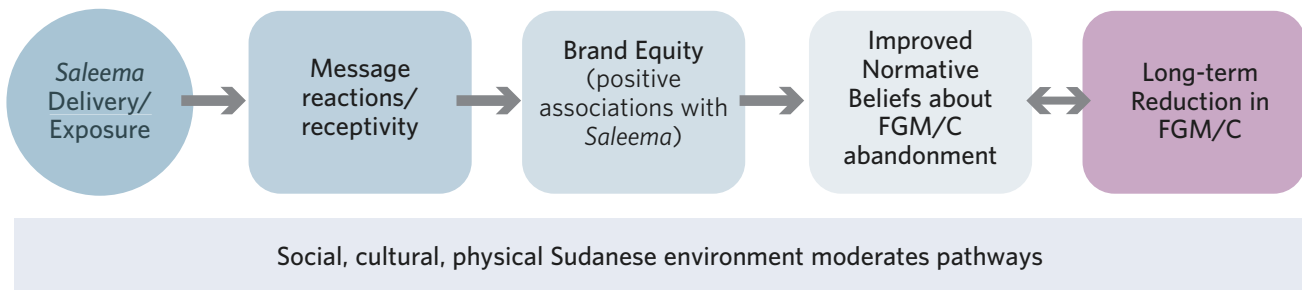 Saleema
Delivery/
Exposure
Message
reactions/
receptivity
Brand Equity
(positive
associations with
Saleema)
Improved
Normative
Beliefs about
FGM/C
abandonment
Long-term
Reduction in
FGM/C
Social, cultural, physical Sudanese environment moderates pathways